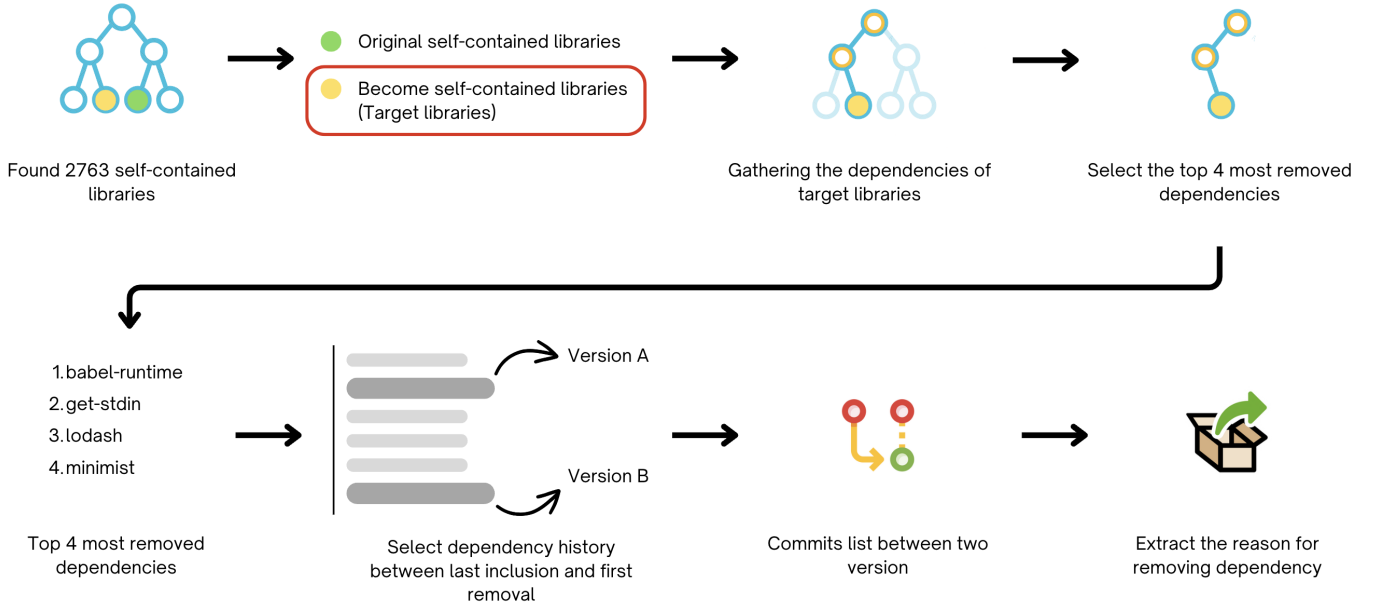 Original self-contained libraries
Become self-contained libraries
(Target libraries)
Found 2763 self-contained
libraries
Gathering the dependencies of
target libraries
Select the top 4 most removed
dependencies
1. babel-runtime
2. get-stdin
3. lodash
4. minimist
Top 4 most removed
dependencies
Version A
Version B
Select dependency history
between last inclusion and first
removal
Commits list between two
version
Extract the reason for
removing dependency